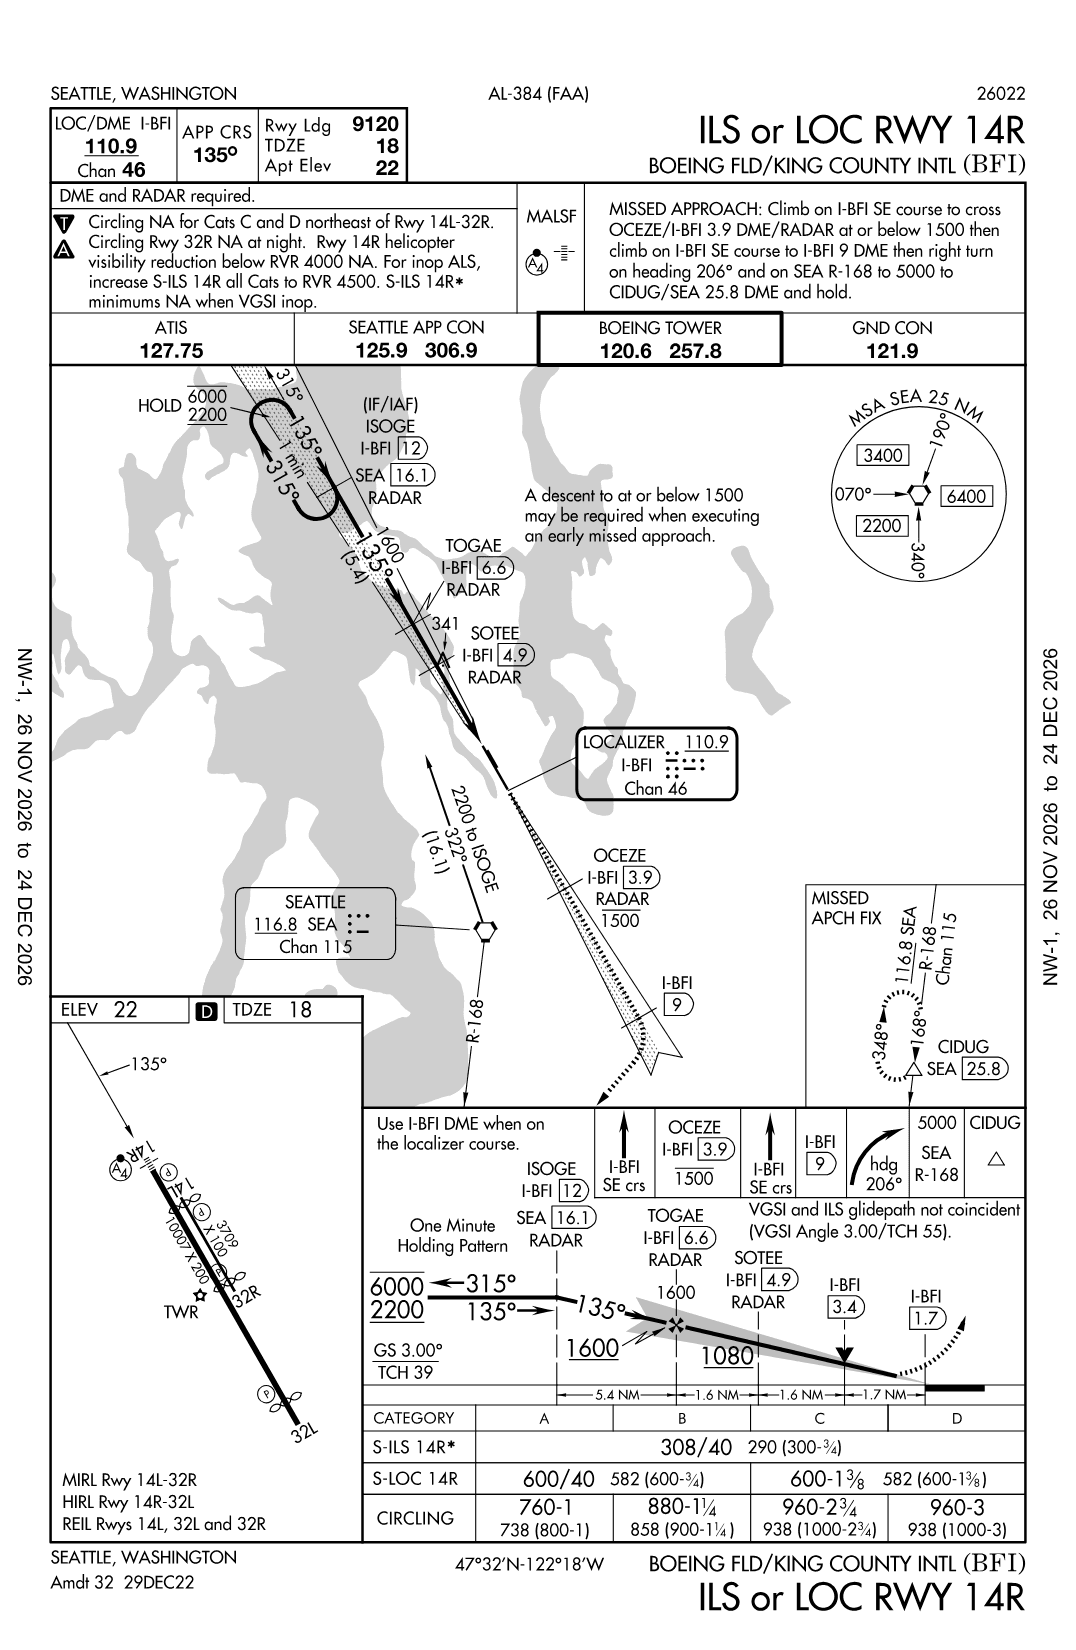 SEATTLE, WASHINGTON
AL-384 (FAA)
26022
LOC/DME I-BFI
110.9
Chan 46
APP CRS
135°
Rwy Ldg 9120
TDZE 18
Apt Elev 22
ILS or LOC RWY 14R
BOEING FLD/KING COUNTY INTL (BFI)
DME and RADAR required.
T
A
Circling NA for Cats C and D northeast of Rwy 14L-32R.
Circling Rwy 32R NA at night. Rwy 14R helicopter
visibility reduction below RVR 4000 NA. For inop ALS,
increase S-ILS 14R all Cats to RVR 4500. S-ILS 14R*
minimums NA when VGSI inop.
MALSF
A4
MISSED APPROACH: Climb on I-BFI SE course to cross
OCEZE/I-BFI 3.9 DME/RADAR at or below 1500 then
climb on I-BFI SE course to I-BFI 9 DME then right turn
on heading 206° and on SEA R-168 to 5000 to
CIDUG/SEA 25.8 DME and hold.
ATIS
127.75
SEATTLE APP CON
125.9 306.9
BOEING TOWER
120.6 257.8
GND CON
121.9
HOLD 6000
2200
315°
135°
1 min
315°
(IF/IAF)
ISOGE
I-BFI 12
SEA 16.1
RADAR
1600
135°
(5.4)
TOGAE
I-BFI 6.6
RADAR
341
SOTEE
I-BFI 4.9
RADAR
A descent to at or below 1500
may be required when executing
an early missed approach.
MSA SEA 25 NM
190°
3400
070°
6400
2200
340°
LOCALIZER 110.9
I-BFI
Chan 46
2200 to ISOGE
322°
(16.1)
SEATTLE
116.8 SEA
Chan 115
R-168
OCEZE
I-BFI 3.9
RADAR
1500
I-BFI
9
MISSED
APCH FIX
116.8 SEA
R-168
Chan 115
348°
168°
CIDUG
SEA 25.8
NW-1, 26 NOV 2026 to 24 DEC 2026
NW-1, 26 NOV 2026 to 24 DEC 2026
ELEV 22
D
TDZE 18
135°
A4
14R
P
14L
P
3709 X 100
10007 X 200
P
32R
TWR
P
32L
MIRL Rwy 14L-32R
HIRL Rwy 14R-32L
REIL Rwys 14L, 32L and 32R
Use I-BFI DME when on
the localizer course.
I-BFI
SE crs
OCEZE
I-BFI 3.9
1500
I-BFI
SE crs
I-BFI
9
hdg
206°
5000
SEA
R-168
CIDUG
VGSI and ILS glidepath not coincident
(VGSI Angle 3.00/TCH 55).
One Minute
Holding Pattern
ISOGE
I-BFI 12
SEA 16.1
RADAR
TOGAE
I-BFI 6.6
RADAR
1600
SOTEE
I-BFI 4.9
RADAR
I-BFI
3.4
I-BFI
1.7
6000
2200
315°
135°
135°
1600
1080
GS 3.00°
TCH 39
5.4 NM
1.6 NM
1.6 NM
1.7 NM
CATEGORY A B C D
S-ILS 14R* 308/40 290 (300-¾)
S-LOC 14R 600/40 582 (600-¾) 600-1⅜ 582 (600-1⅜)
CIRCLING
760-1
738 (800-1)
880-1¼
858 (900-1¼)
960-2¾
938 (1000-2¾)
960-3
938 (1000-3)
SEATTLE, WASHINGTON
Amdt 32 29DEC22
47°32'N-122°18'W
BOEING FLD/KING COUNTY INTL (BFI)
ILS or LOC RWY 14R